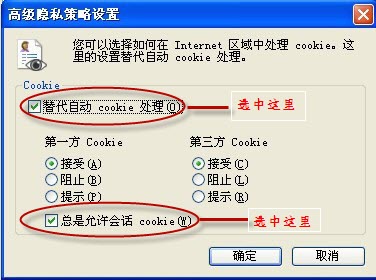 高级隐私策略设置
您可以选择如何在 Internet 区域中处理 cookie。这
里的设置替代自动 cookie 处理。
Cookie
替代自动 cookie 处理(O) 选中这里
第一方 Cookie 第三方 Cookie
接受(A) 接受(C)
阻止(B) 阻止(L)
提示(P) 提示(R)
总是允许会话 cookie(W) 选中这里
确定 取消